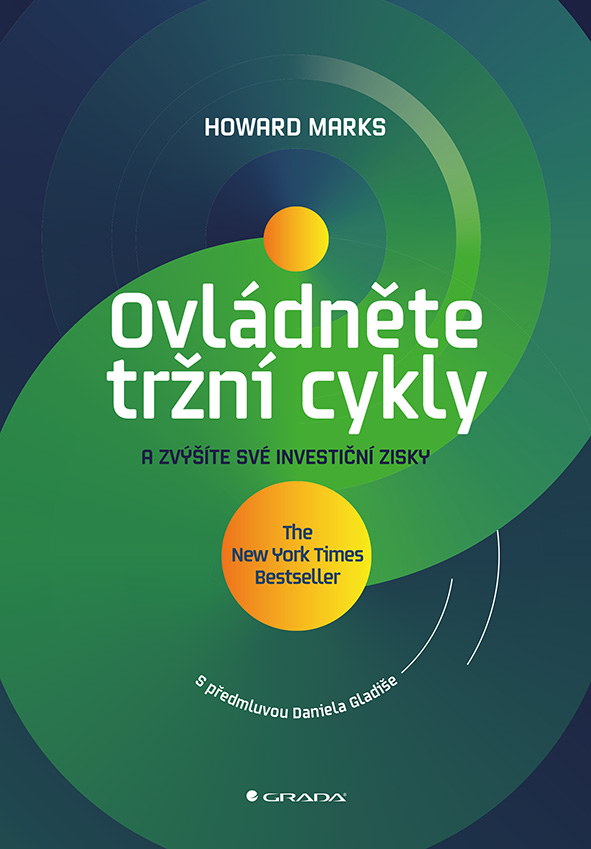 HOWARD MARKS
Ovládněte
tržní cykly
A ZVÝŠÍTE SVÉ INVESTIČNÍ ZISKY
The
New York Times
Bestseller
S předmluvou Daniela Gladiše
GRADA